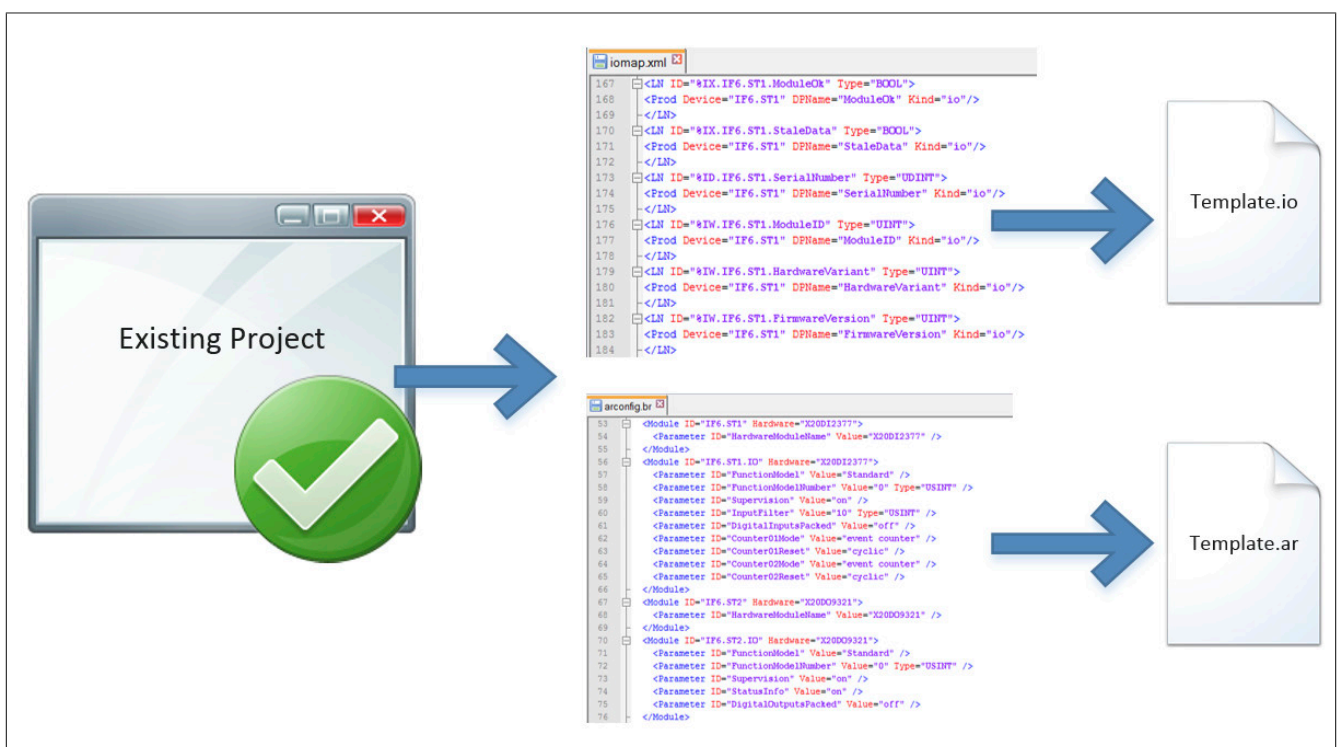 Existing Project
iomap.xml
167 <LN ID="%IX.IF6.ST1.ModuleOk" Type="BOOL">
168 <Prod Device="IF6.ST1" DPName="ModuleOk" Kind="io"/>
169 </LN>
170 <LN ID="%IX.IF6.ST1.StaleData" Type="BOOL">
171 <Prod Device="IF6.ST1" DPName="StaleData" Kind="io"/>
172 </LN>
173 <LN ID="%ID.IF6.ST1.SerialNumber" Type="UDINT">
174 <Prod Device="IF6.ST1" DPName="SerialNumber" Kind="io"/>
175 </LN>
176 <LN ID="%IW.IF6.ST1.ModuleID" Type="UINT">
177 <Prod Device="IF6.ST1" DPName="ModuleID" Kind="io"/>
178 </LN>
179 <LN ID="%IW.IF6.ST1.HardwareVariant" Type="UINT">
180 <Prod Device="IF6.ST1" DPName="HardwareVariant" Kind="io"/>
181 </LN>
182 <LN ID="%IW.IF6.ST1.FirmwareVersion" Type="UINT">
183 <Prod Device="IF6.ST1" DPName="FirmwareVersion" Kind="io"/>
184 </LN>
Template.io
arconfig.br
53 <Module ID="IF6.ST1" Hardware="X20DI2377">
54 <Parameter ID="HardwareModuleName" Value="X20DI2377" />
55 </Module>
56 <Module ID="IF6.ST1.IO" Hardware="X20DI2377">
57 <Parameter ID="FunctionModel" Value="Standard" />
58 <Parameter ID="FunctionModelNumber" Value="0" Type="USINT" />
59 <Parameter ID="Supervision" Value="on" />
60 <Parameter ID="InputFilter" Value="10" Type="USINT" />
61 <Parameter ID="DigitalInputsPacked" Value="off" />
62 <Parameter ID="Counter01Mode" Value="event counter" />
63 <Parameter ID="Counter01Reset" Value="cyclic" />
64 <Parameter ID="Counter02Mode" Value="event counter" />
65 <Parameter ID="Counter02Reset" Value="cyclic" />
66 </Module>
67 <Module ID="IF6.ST2" Hardware="X20DO9321">
68 <Parameter ID="HardwareModuleName" Value="X20DO9321" />
69 </Module>
70 <Module ID="IF6.ST2.IO" Hardware="X20DO9321">
71 <Parameter ID="FunctionModel" Value="Standard" />
72 <Parameter ID="FunctionModelNumber" Value="0" Type="USINT" />
73 <Parameter ID="Supervision" Value="on" />
74 <Parameter ID="StatusInfo" Value="on" />
75 <Parameter ID="DigitalOutputsPacked" Value="off" />
76 </Module>
Template.ar